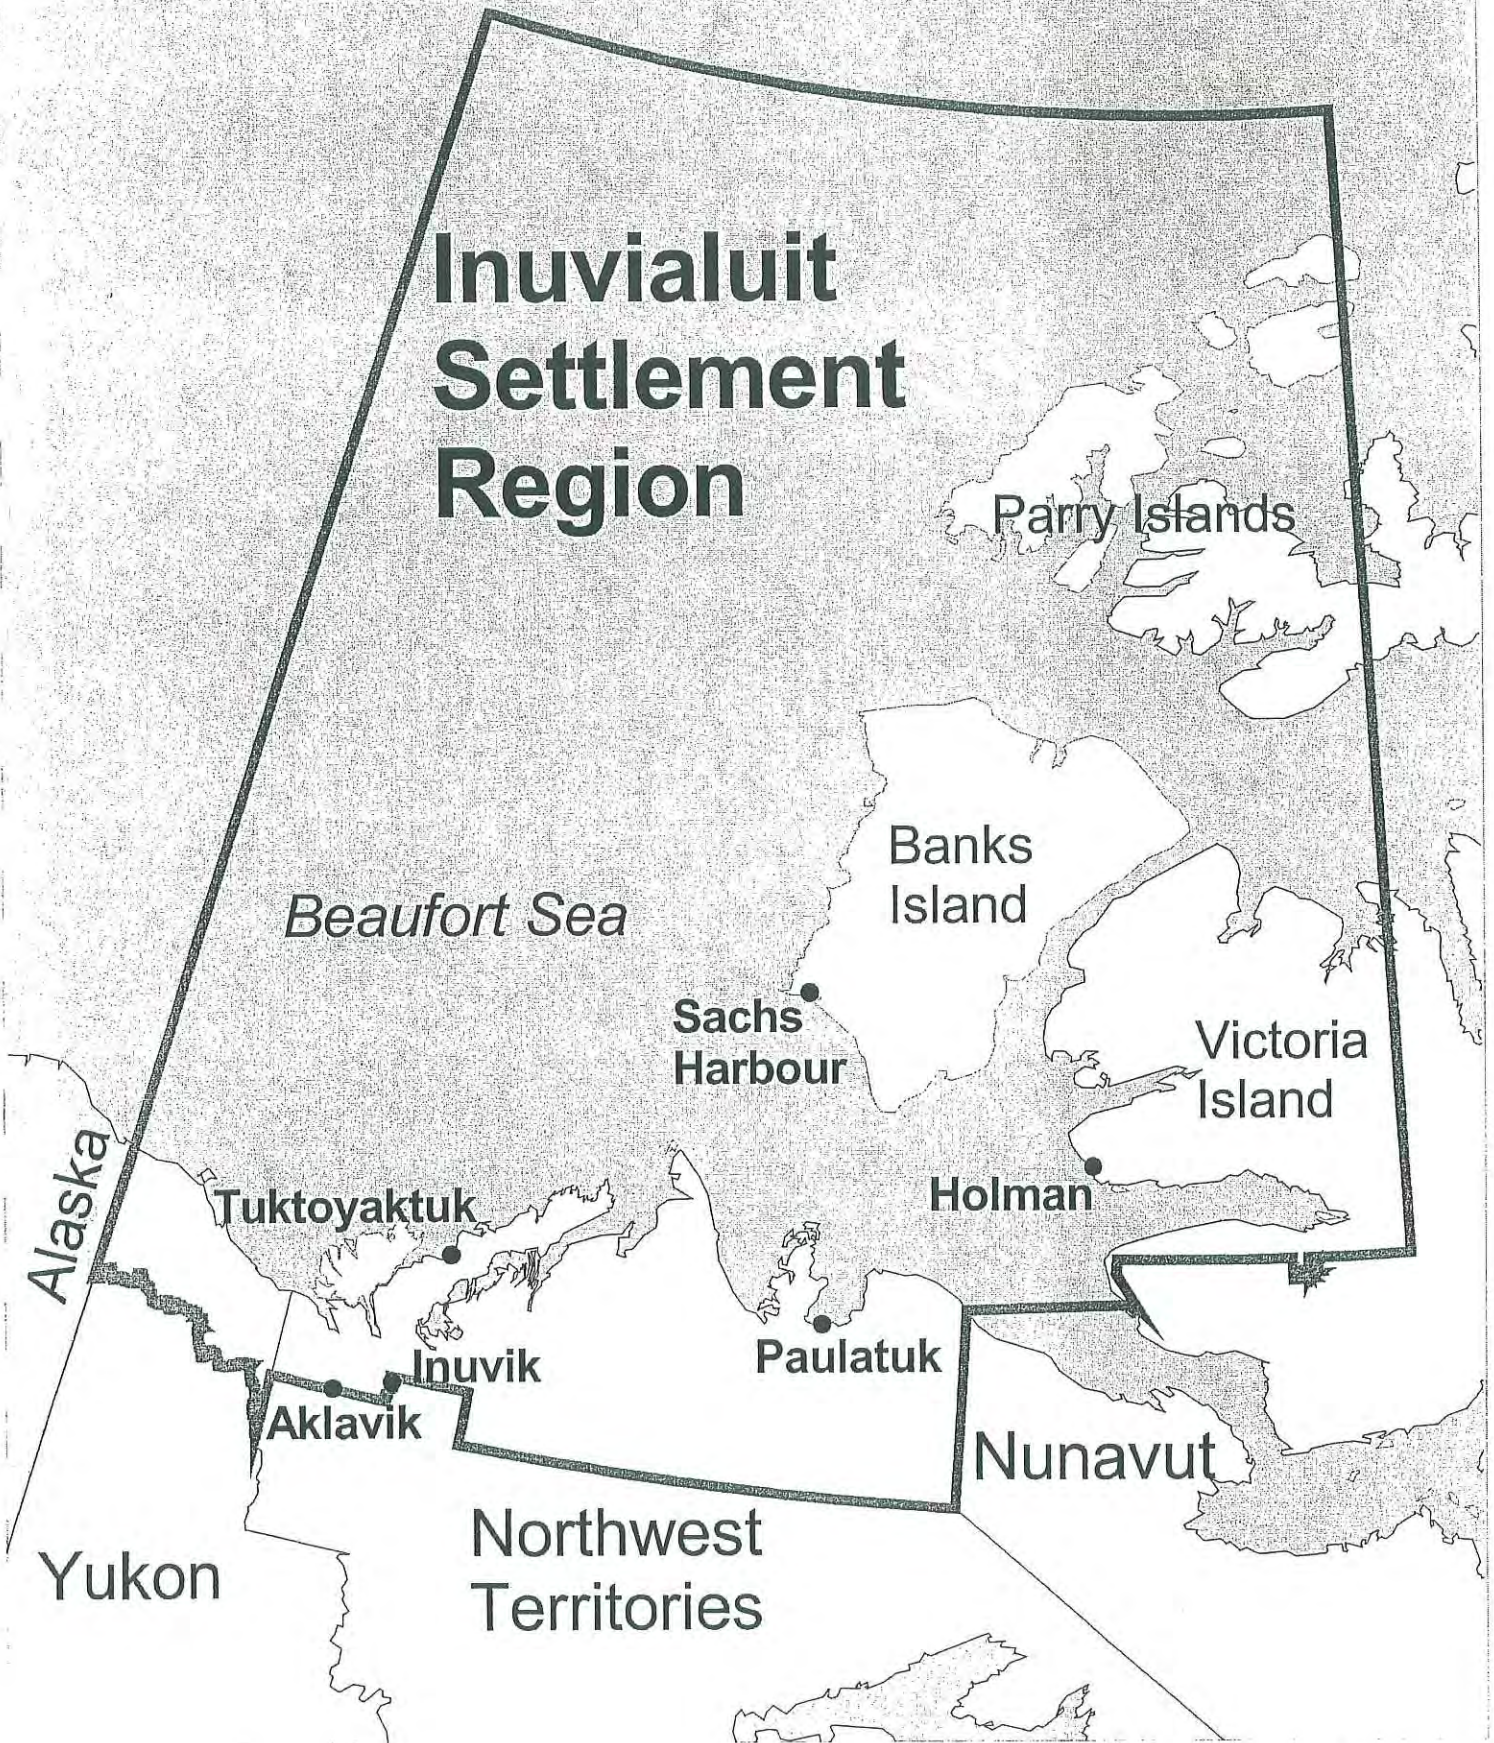 Inuvialuit
Settlement
Region
Parry Islands
Banks
Island
Beaufort Sea
Sachs
Harbour
Victoria
Island
Alaska
Tuktoyaktuk
Holman
Inuvik
Paulatuk
Aklavik
Nunavut
Northwest
Territories
Yukon